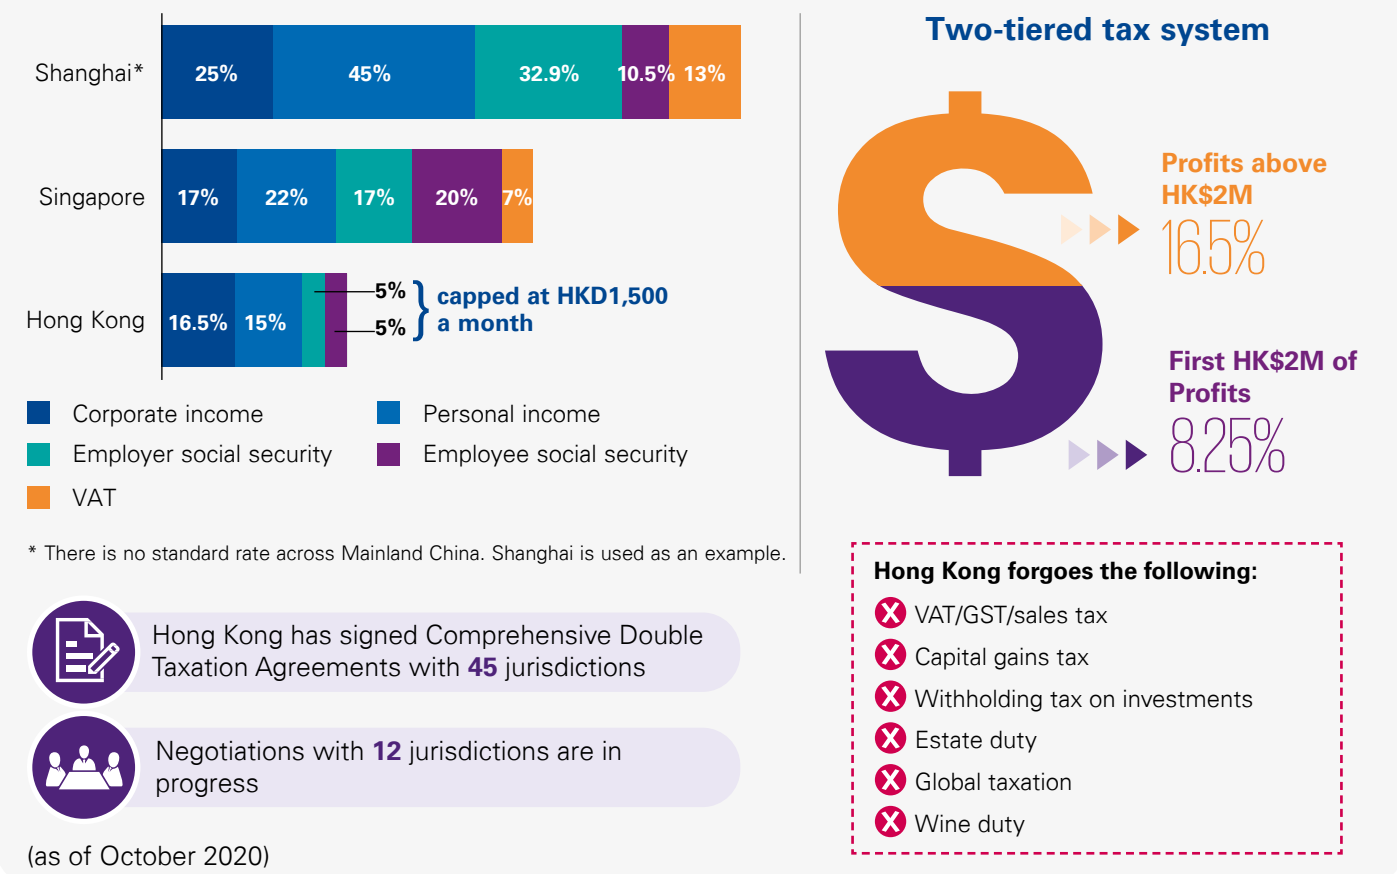 Shanghai*
25%
45%
32.9%
10.5%
13%
Singapore
17%
22%
17%
20%
7%
Hong Kong
16.5%
15%
5%
5%
capped at HKD1,500
a month
Corporate income
Personal income
Employer social security
Employee social security
VAT
* There is no standard rate across Mainland China. Shanghai is used as an example.
Hong Kong has signed Comprehensive Double
Taxation Agreements with 45 jurisdictions
Negotiations with 12 jurisdictions are in
progress
(as of October 2020)
Two-tiered tax system
Profits above
HK$2M
16.5%
First HK$2M of
Profits
8.25%
Hong Kong forgoes the following:
VAT/GST/sales tax
Capital gains tax
Withholding tax on investments
Estate duty
Global taxation
Wine duty